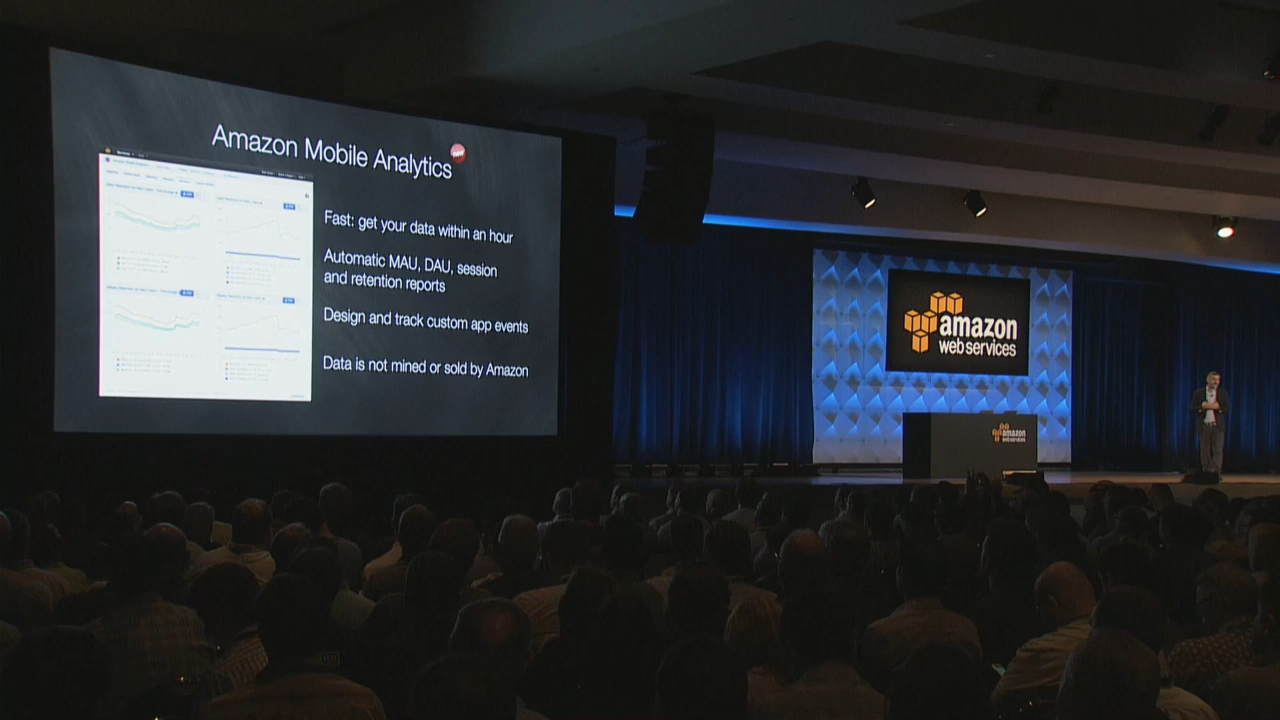 Amazon Mobile Analytics
new
Fast: get your data within an hour
Automatic MAU, DAU, session
and retention reports
Design and track custom app events
Data is not mined or sold by Amazon
amazon
web services
amazon
web services